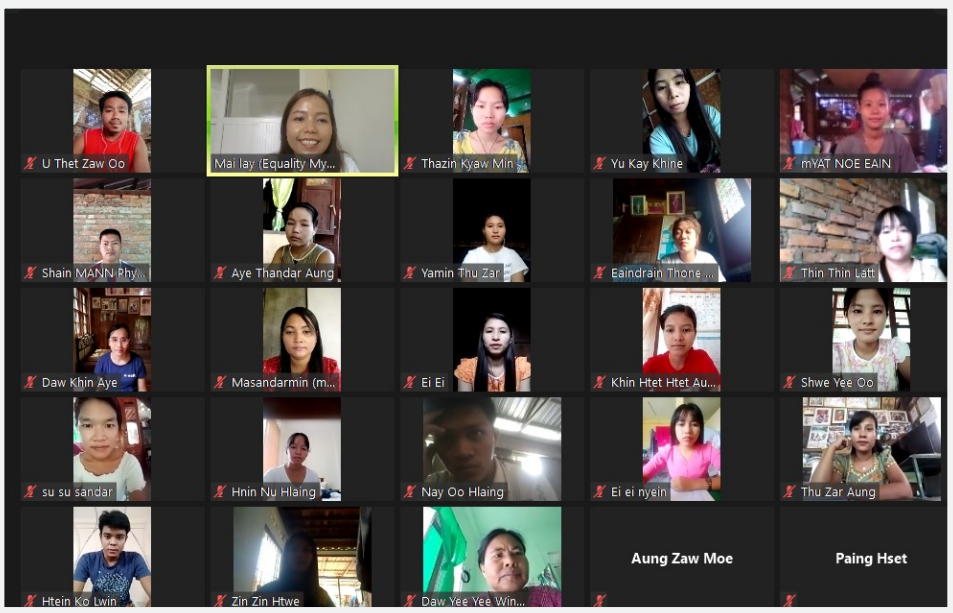 U Thet Zaw Oo
Mai lay (Equality My...
Thazin Kyaw Min
Yu Kay Khine
mYAT NOE EAIN
Shain MANN Phy...
Aye Thandar Aung
Yamin Thu Zar
Eaindrain Thone ...
Thin Thin Latt
Daw Khin Aye
Masandarmin (m...
Ei Ei
Khin Htet Htet Au...
Shwe Yee Oo
su su sandar
Hnin Nu Hlaing
Nay Oo Hlaing
Ei ei nyein
Thu Zar Aung
Htein Ko Lwin
Zin Zin Htwe
Daw Yee Yee Win...
Aung Zaw Moe
Paing Hset